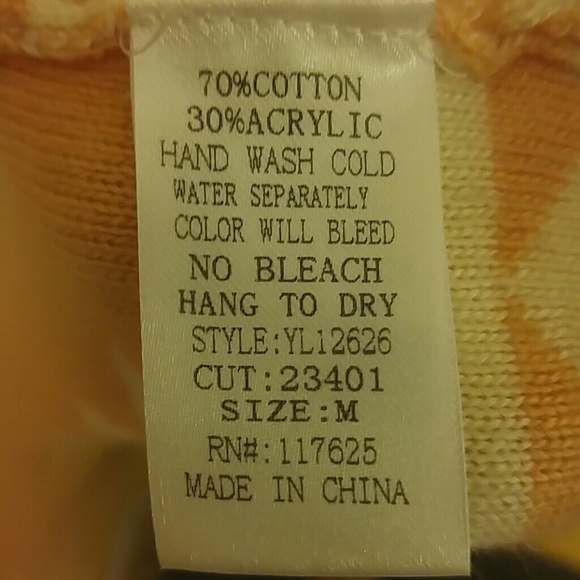 70%COTTON
30%ACRYLIC
HAND WASH COLD
WATER SEPARATELY
COLOR WILL BLEED
NO BLEACH
HANG TO DRY
STYLE:YL12626
CUT:23401
SIZE:M
RN#:117625
MADE IN CHINA